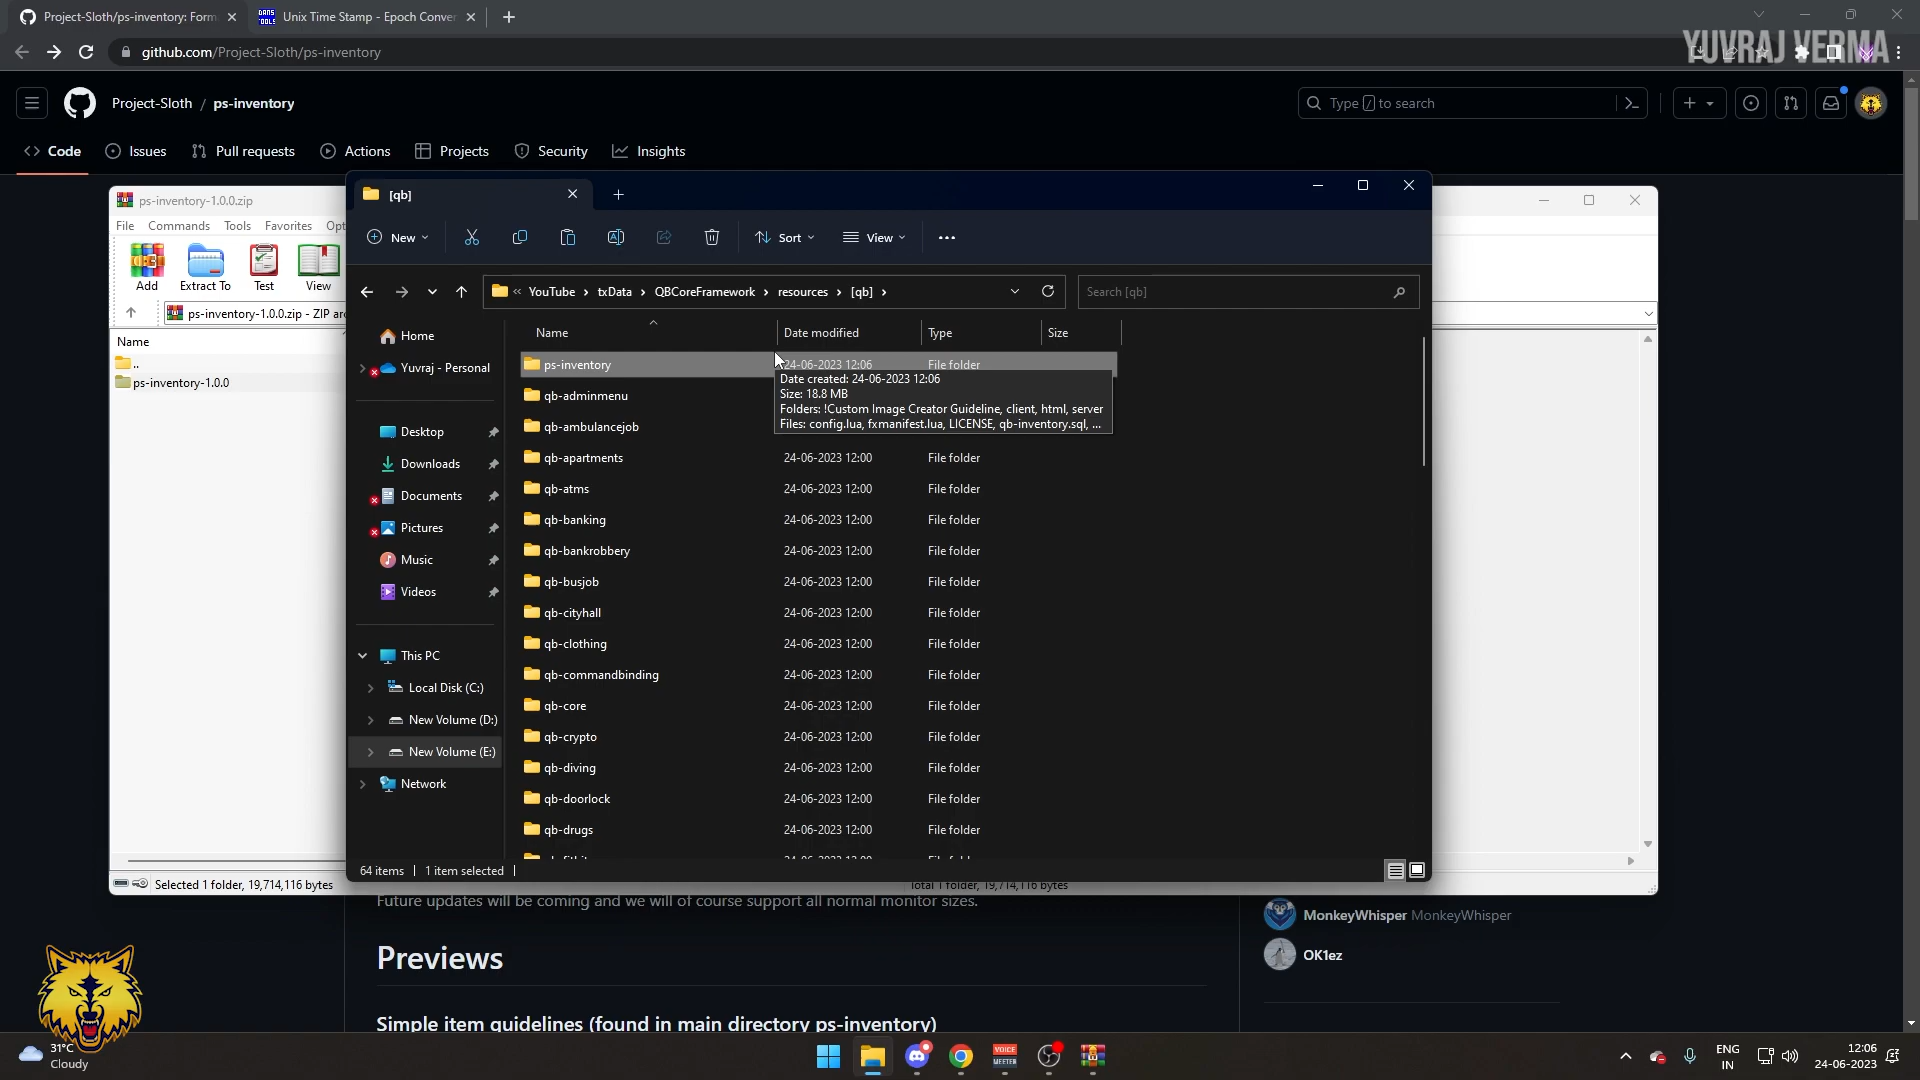 Project-Sloth/ps-inventory: Form
Unix Time Stamp - Epoch Conver
github.com/Project-Sloth/ps-inventory
YUVRAJ VERMA
Project-Sloth / ps-inventory
Type / to search
Code
Issues
Pull requests
Actions
Projects
Security
Insights
ps-inventory-1.0.0.zip
File Commands Tools Favorites Opt
Add
Extract To
Test
View
ps-inventory-1.0.0.zip - ZIP arc
Name
..
ps-inventory-1.0.0
Selected 1 folder, 19,714,116 bytes
Total 1 folder, 19,714,116 bytes
[qb]
New
Sort
View
YouTube › txData › QBCoreFramework › resources › [qb] ›
Search [qb]
Home
Yuvraj - Personal
Desktop
Downloads
Documents
Pictures
Music
Videos
This PC
Local Disk (C:)
New Volume (D:)
New Volume (E:)
Network
Name Date modified Type Size
ps-inventory 24-06-2023 12:06 File folder
Date created: 24-06-2023 12:06
Size: 18.8 MB
Folders: !Custom Image Creator Guideline, client, html, server
Files: config.lua, fxmanifest.lua, LICENSE, qb-inventory.sql, ...
qb-adminmenu
qb-ambulancejob
qb-apartments 24-06-2023 12:00 File folder
qb-atms 24-06-2023 12:00 File folder
qb-banking 24-06-2023 12:00 File folder
qb-bankrobbery 24-06-2023 12:00 File folder
qb-busjob 24-06-2023 12:00 File folder
qb-cityhall 24-06-2023 12:00 File folder
qb-clothing 24-06-2023 12:00 File folder
qb-commandbinding 24-06-2023 12:00 File folder
qb-core 24-06-2023 12:00 File folder
qb-crypto 24-06-2023 12:00 File folder
qb-diving 24-06-2023 12:00 File folder
qb-doorlock 24-06-2023 12:00 File folder
qb-drugs 24-06-2023 12:00 File folder
64 items 1 item selected
Future updates will be coming and we will of course support all normal monitor sizes.
Previews
Simple item guidelines (found in main directory ps-inventory)
MonkeyWhisper MonkeyWhisper
OK1ez
31°C
Cloudy
VOICE
MEETER
ENG
IN
12:06
24-06-2023